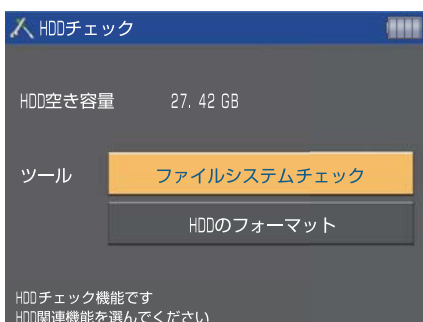 HDDチェック
HDD空き容量 27.42 GB
ツール ファイルシステムチェック
HDDのフォーマット
HDDチェック機能です
HDD関連機能を選んでください